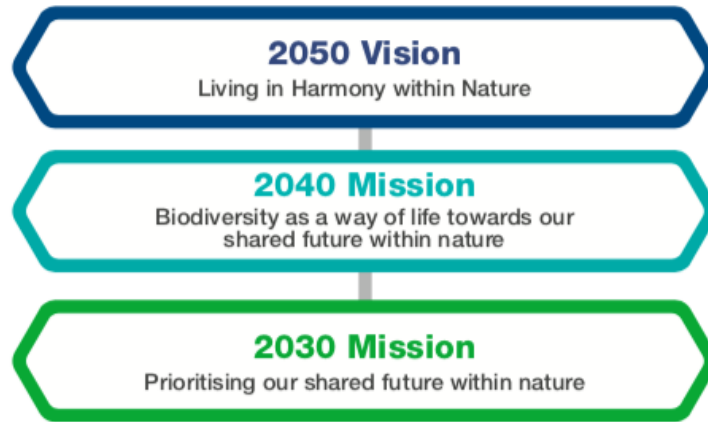 2050 Vision
Living in Harmony within Nature
2040 Mission
Biodiversity as a way of life towards our
shared future within nature
2030 Mission
Prioritising our shared future within nature